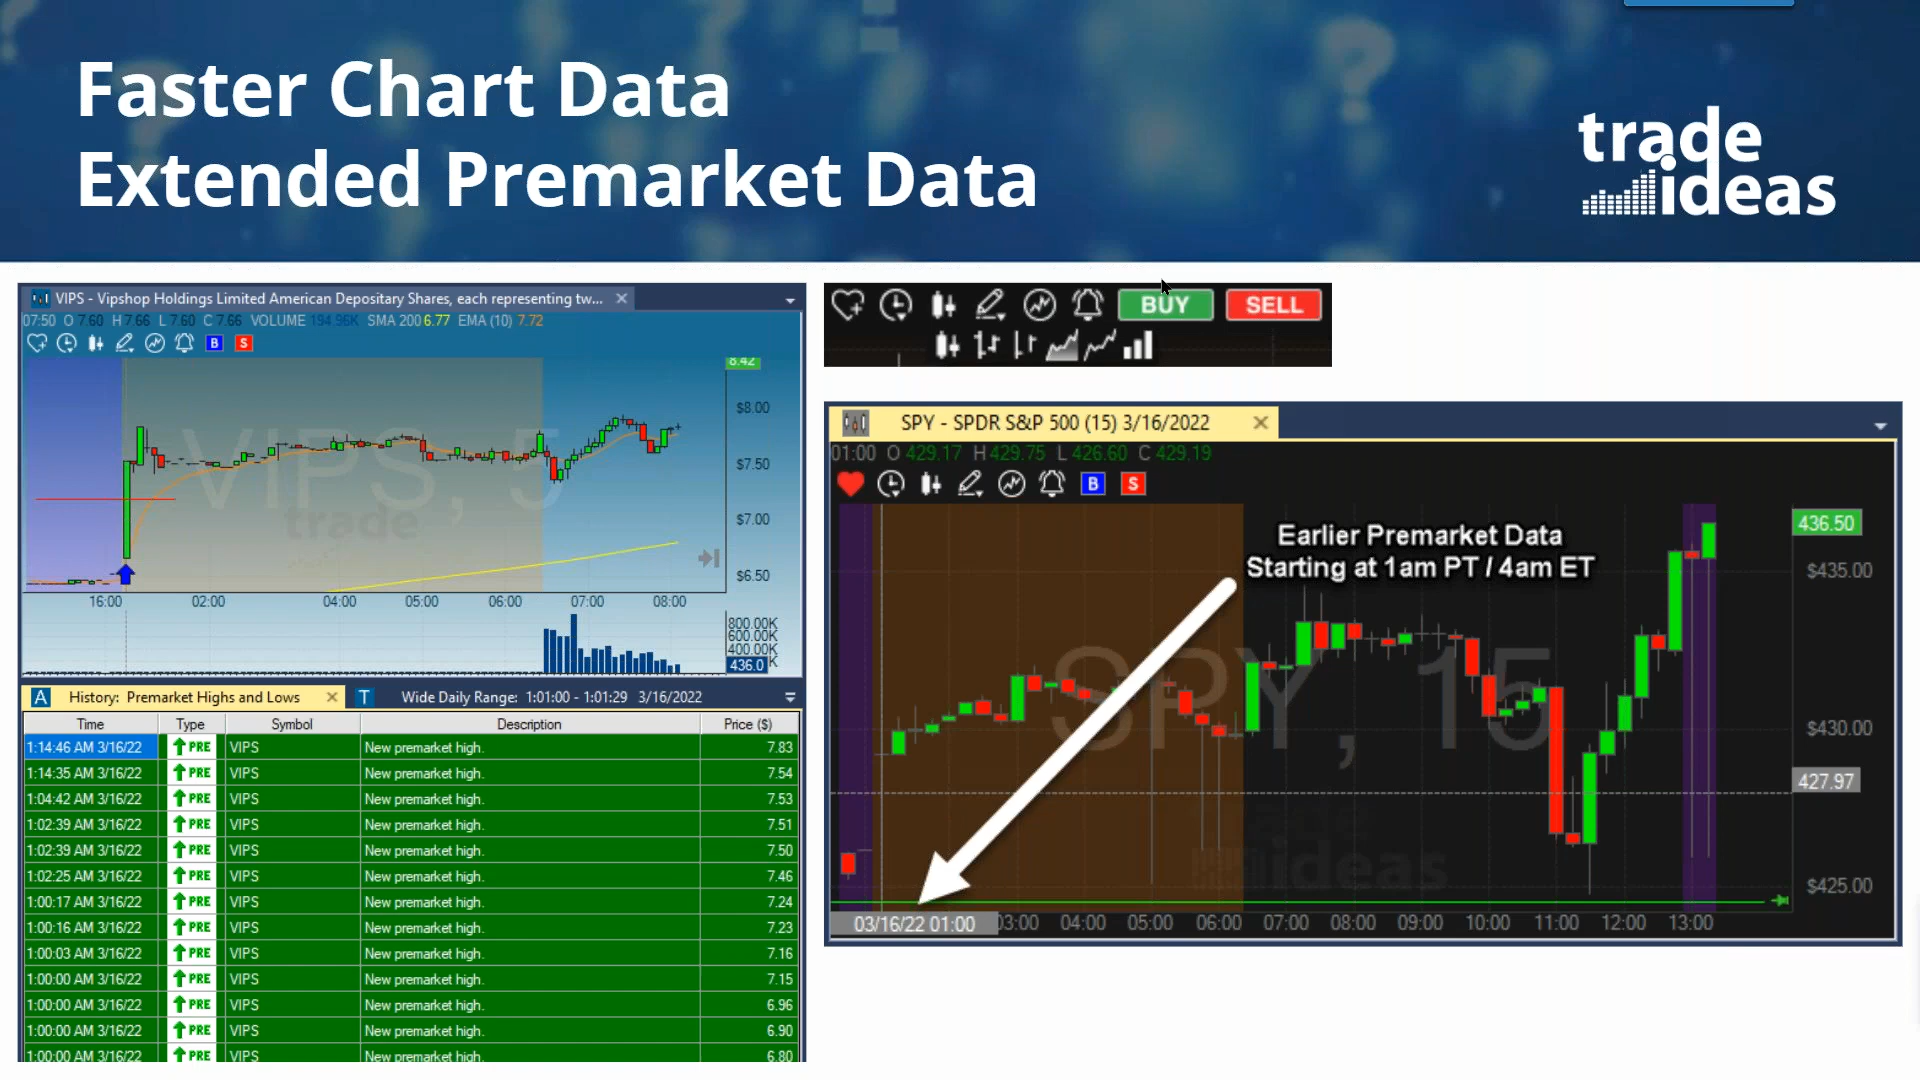 Faster Chart Data
Extended Premarket Data
trade
ideas
VIPS - Vipshop Holdings Limited American Depositary Shares, each representing tw...
07:50 O 7.60 H 7.66 L 7.60 C 7.66 VOLUME 194.96K SMA 200 6.77 EMA (10) 7.72
B S
8.42
VIPS, 5
trade
$8.00
$7.50
$7.00
$6.50
16:00 02:00 04:00 05:00 06:00 07:00 08:00
800.00K
600.00K
400.00K
436.0 K
A History: Premarket Highs and Lows T Wide Daily Range: 1:01:00 - 1:01:29 3/16/2022
Time Type Symbol Description Price ($)
1:14:46 AM 3/16/22 PRE VIPS New premarket high. 7.83
1:14:35 AM 3/16/22 PRE VIPS New premarket high. 7.54
1:04:42 AM 3/16/22 PRE VIPS New premarket high. 7.53
1:02:39 AM 3/16/22 PRE VIPS New premarket high. 7.51
1:02:39 AM 3/16/22 PRE VIPS New premarket high. 7.50
1:02:25 AM 3/16/22 PRE VIPS New premarket high. 7.46
1:00:17 AM 3/16/22 PRE VIPS New premarket high. 7.24
1:00:16 AM 3/16/22 PRE VIPS New premarket high. 7.23
1:00:03 AM 3/16/22 PRE VIPS New premarket high. 7.16
1:00:00 AM 3/16/22 PRE VIPS New premarket high. 7.15
1:00:00 AM 3/16/22 PRE VIPS New premarket high. 6.96
1:00:00 AM 3/16/22 PRE VIPS New premarket high. 6.90
1:00:00 AM 3/16/22 PRE VIPS New premarket high. 6.80
BUY SELL
SPY - SPDR S&P 500 (15) 3/16/2022
01:00 O 429.17 H 429.75 L 426.60 C 429.19
B S
Earlier Premarket Data
Starting at 1am PT / 4am ET
SPY, 15
ideas
436.50
$435.00
$430.00
427.97
$425.00
03/16/22 01:00 03:00 04:00 05:00 06:00 07:00 08:00 09:00 10:00 11:00 12:00 13:00